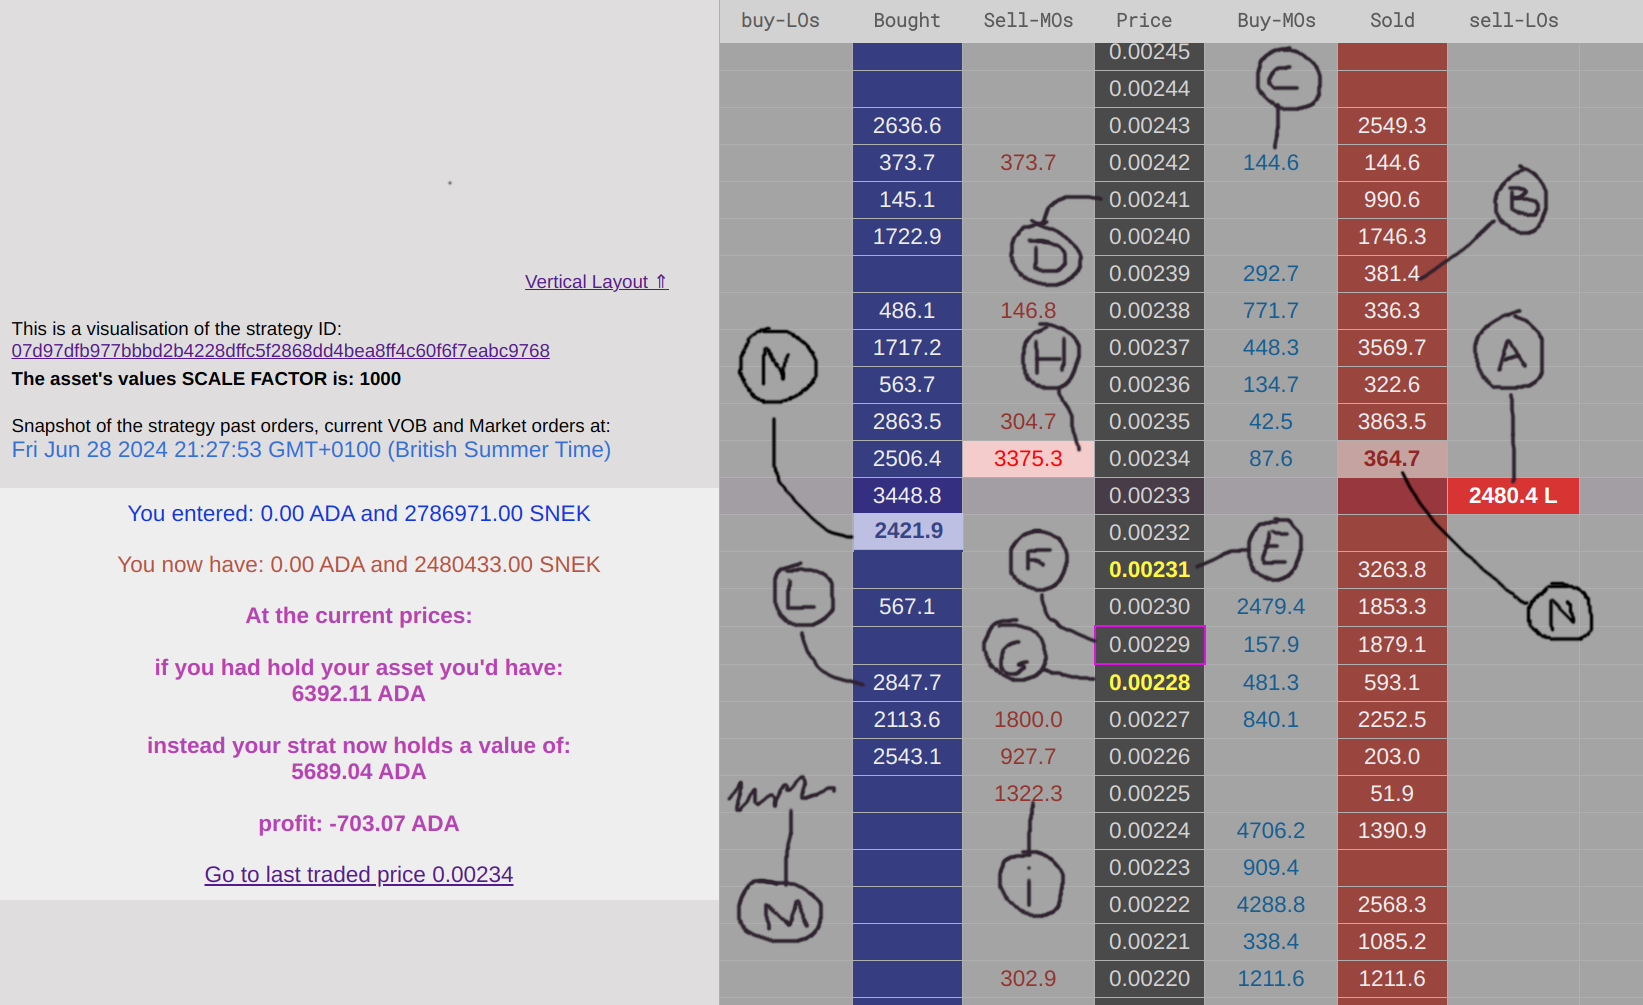 buy-LOs Bought Sell-MOs Price Buy-MOs Sold sell-LOs
0.00245
C
0.00244
2636.6 0.00243 2549.3
373.7 373.7 0.00242 144.6 144.6
145.1 0.00241 990.6
B
1722.9 0.00240 1746.3
D
0.00239 292.7 381.4
486.1 146.8 0.00238 771.7 336.3
1717.2 0.00237 448.3 3569.7
N
H
A
563.7 0.00236 134.7 322.6
2863.5 304.7 0.00235 42.5 3863.5
2506.4 3375.3 0.00234 87.6 364.7
3448.8 0.00233 2480.4 L
2421.9 0.00232
F
E
0.00231 3263.8
L
567.1 0.00230 2479.4 1853.3
N
0.00229 157.9 1879.1
G
2847.7 0.00228 481.3 593.1
2113.6 1800.0 0.00227 840.1 2252.5
2543.1 927.7 0.00226 203.0
1322.3 0.00225 51.9
0.00224 4706.2 1390.9
0.00223 909.4
i
M
0.00222 4288.8 2568.3
0.00221 338.4 1085.2
302.9 0.00220 1211.6 1211.6
Vertical Layout ⇑
This is a visualisation of the strategy ID:
07d97dfb977bbbd2b4228dffc5f2868dd4bea8ff4c60f6f7eabc9768
The asset's values SCALE FACTOR is: 1000
Snapshot of the strategy past orders, current VOB and Market orders at:
Fri Jun 28 2024 21:27:53 GMT+0100 (British Summer Time)
You entered: 0.00 ADA and 2786971.00 SNEK
You now have: 0.00 ADA and 2480433.00 SNEK
At the current prices:
if you had hold your asset you'd have:
6392.11 ADA
instead your strat now holds a value of:
5689.04 ADA
profit: -703.07 ADA
Go to last traded price 0.00234